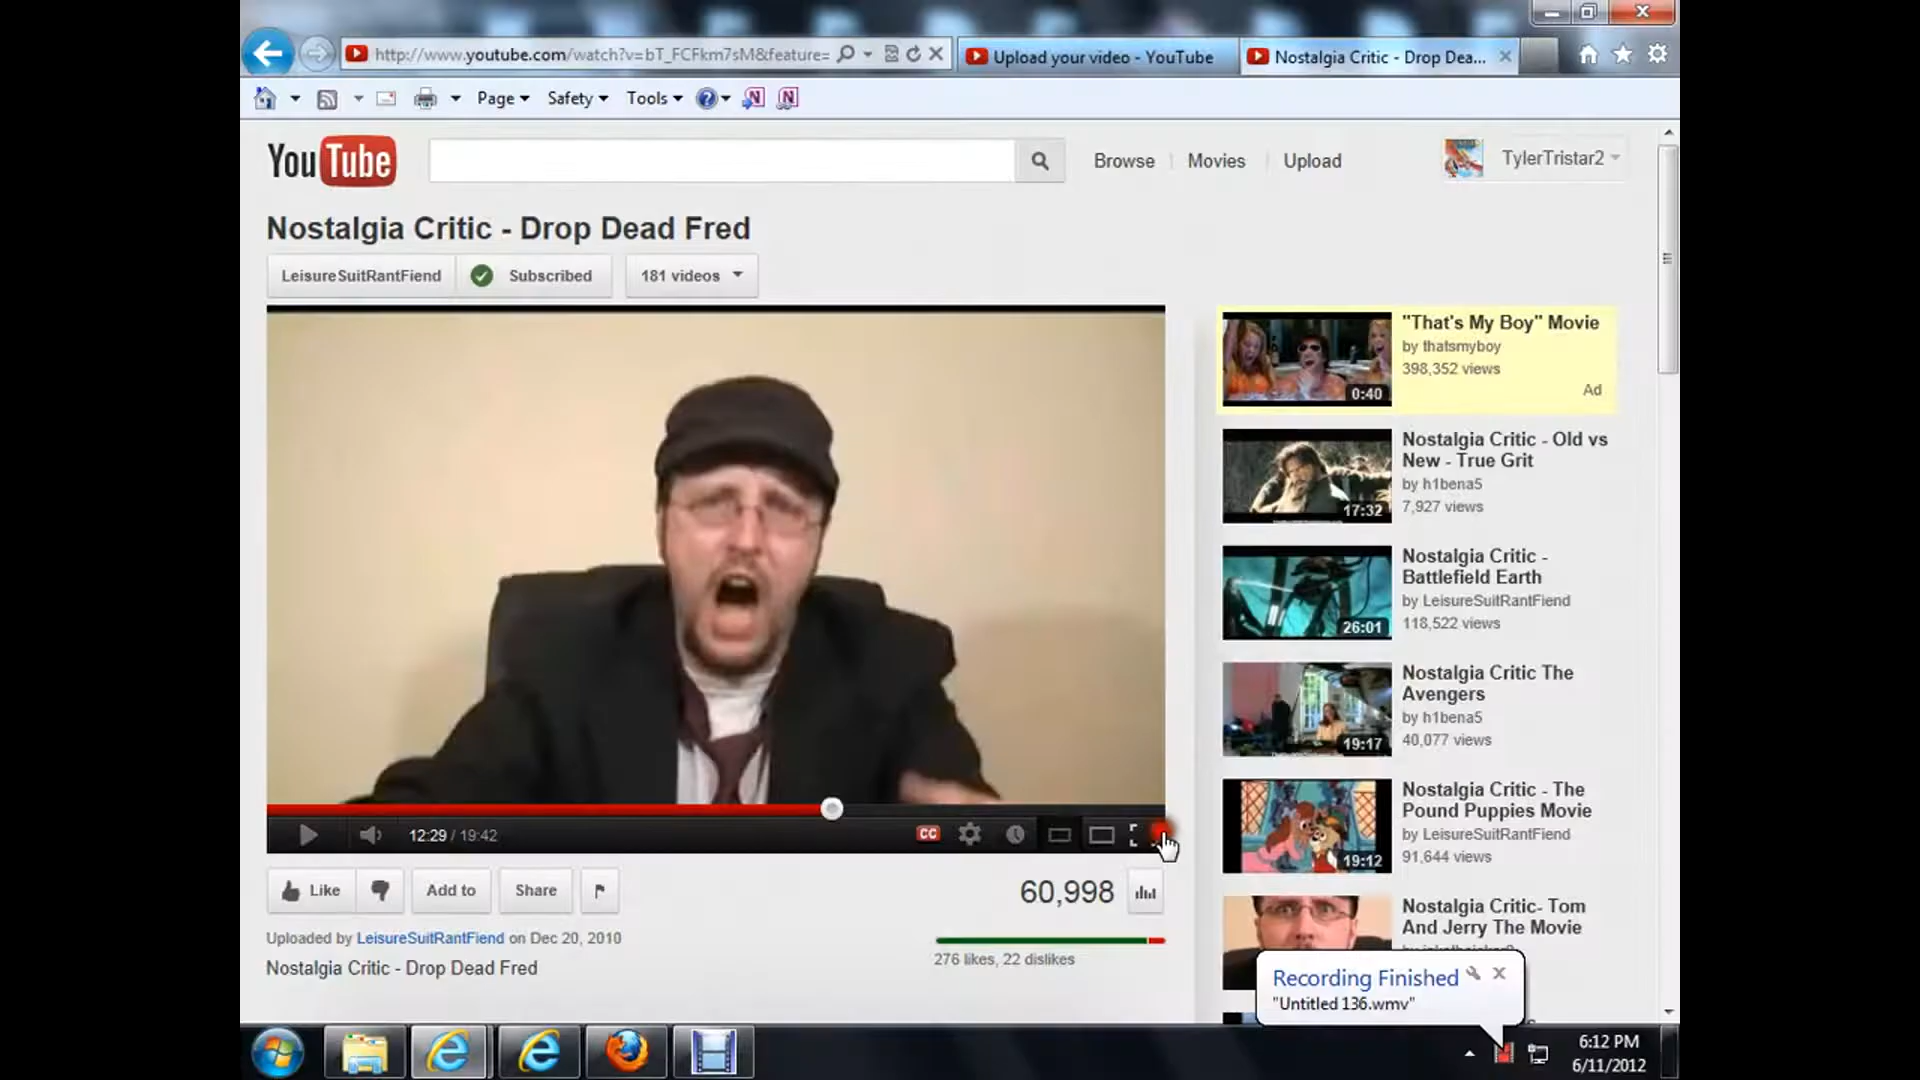 http://www.youtube.com/watch?v=bT_FCFkm7sM&feature=
Upload your video - YouTube
Nostalgia Critic - Drop Dea...
Page
Safety
Tools
YouTube
Browse
Movies
Upload
TylerTristar2
Nostalgia Critic - Drop Dead Fred
LeisureSuitRantFiend
Subscribed
181 videos
12:29 / 19:42
CC
Like
Add to
Share
60,998
Uploaded by LeisureSuitRantFiend on Dec 20, 2010
276 likes, 22 dislikes
Nostalgia Critic - Drop Dead Fred
"That's My Boy" Movie
by thatsmyboy
398,352 views
Ad
0:40
Nostalgia Critic - Old vs
New - True Grit
by h1bena5
7,927 views
17:32
Nostalgia Critic -
Battlefield Earth
by LeisureSuitRantFiend
118,522 views
26:01
Nostalgia Critic The
Avengers
by h1bena5
40,077 views
19:17
Nostalgia Critic - The
Pound Puppies Movie
by LeisureSuitRantFiend
91,644 views
19:12
Nostalgia Critic- Tom
And Jerry The Movie
Recording Finished
"Untitled 136.wmv"
6:12 PM
6/11/2012